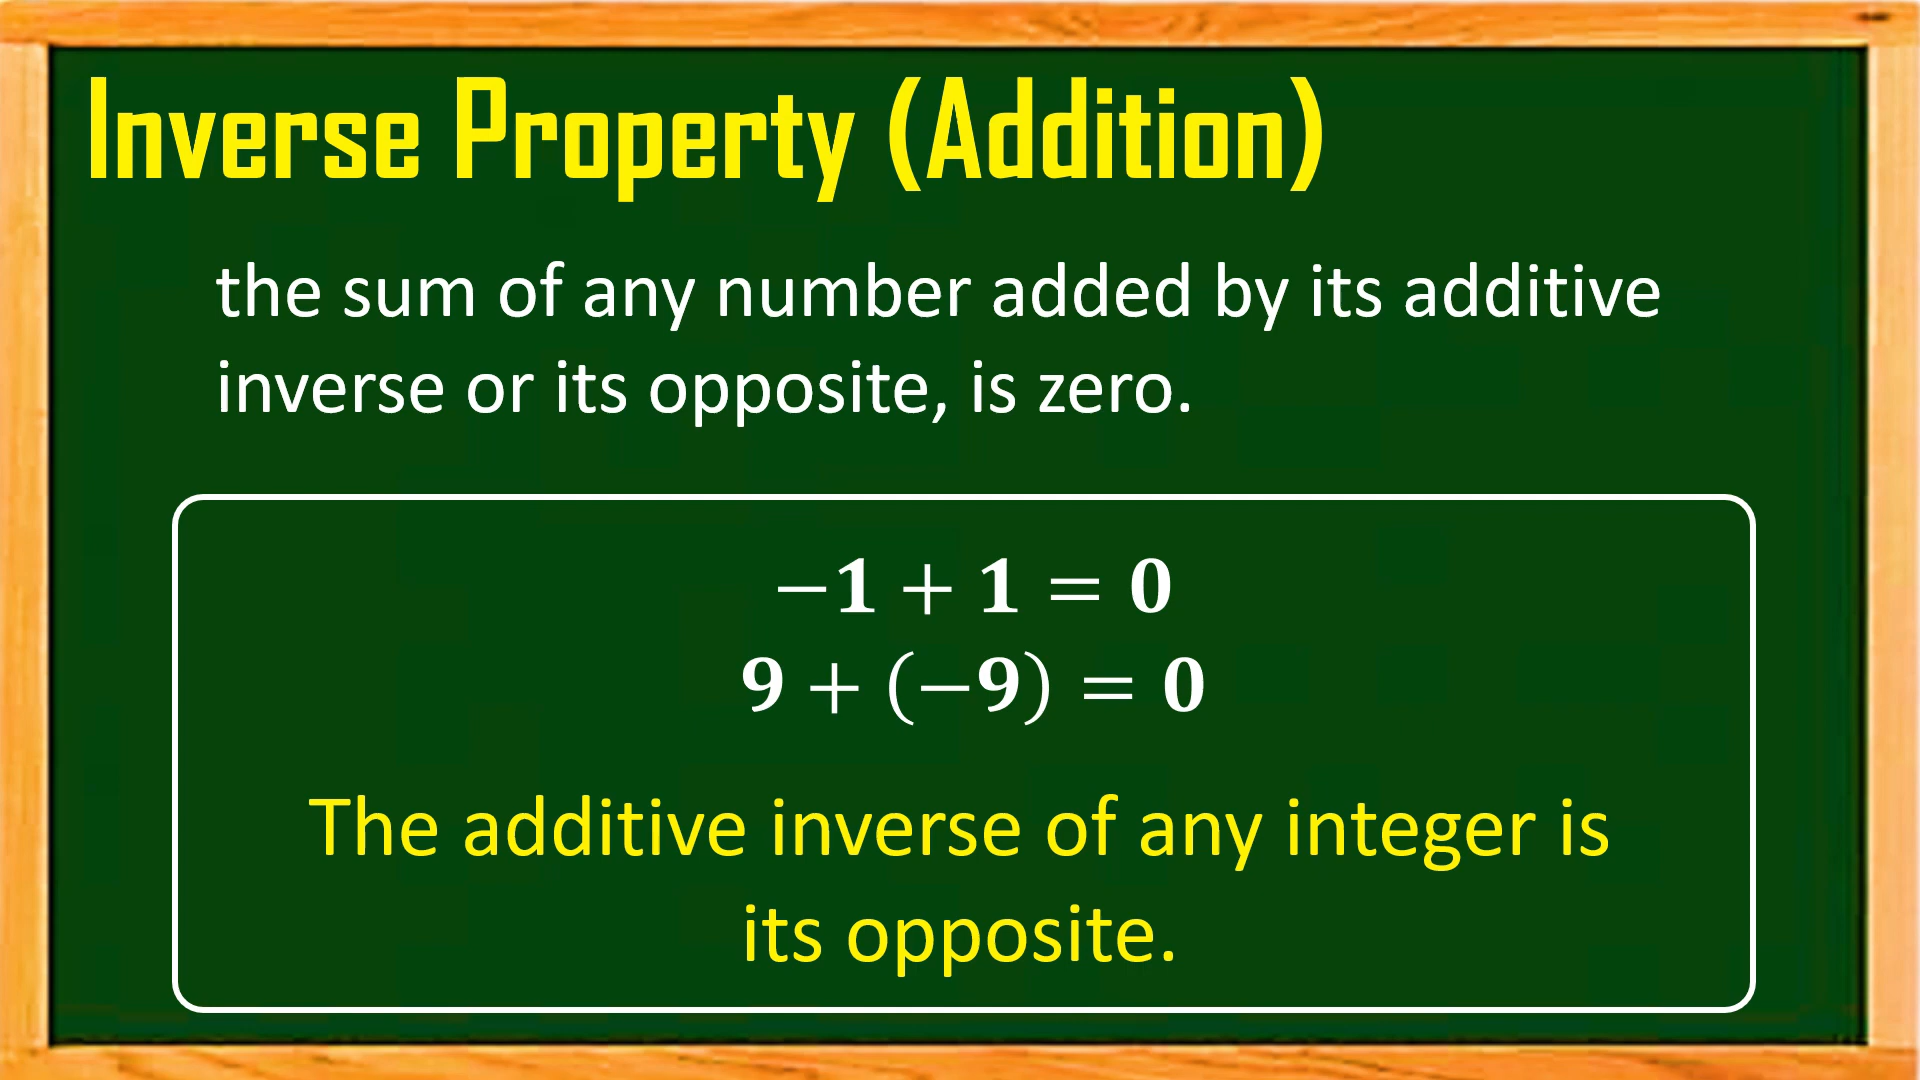 Inverse Property (Addition)
the sum of any number added by its additive
inverse or its opposite, is zero.
−1 + 1 = 0
9 + (−9) = 0
The additive inverse of any integer is
its opposite.